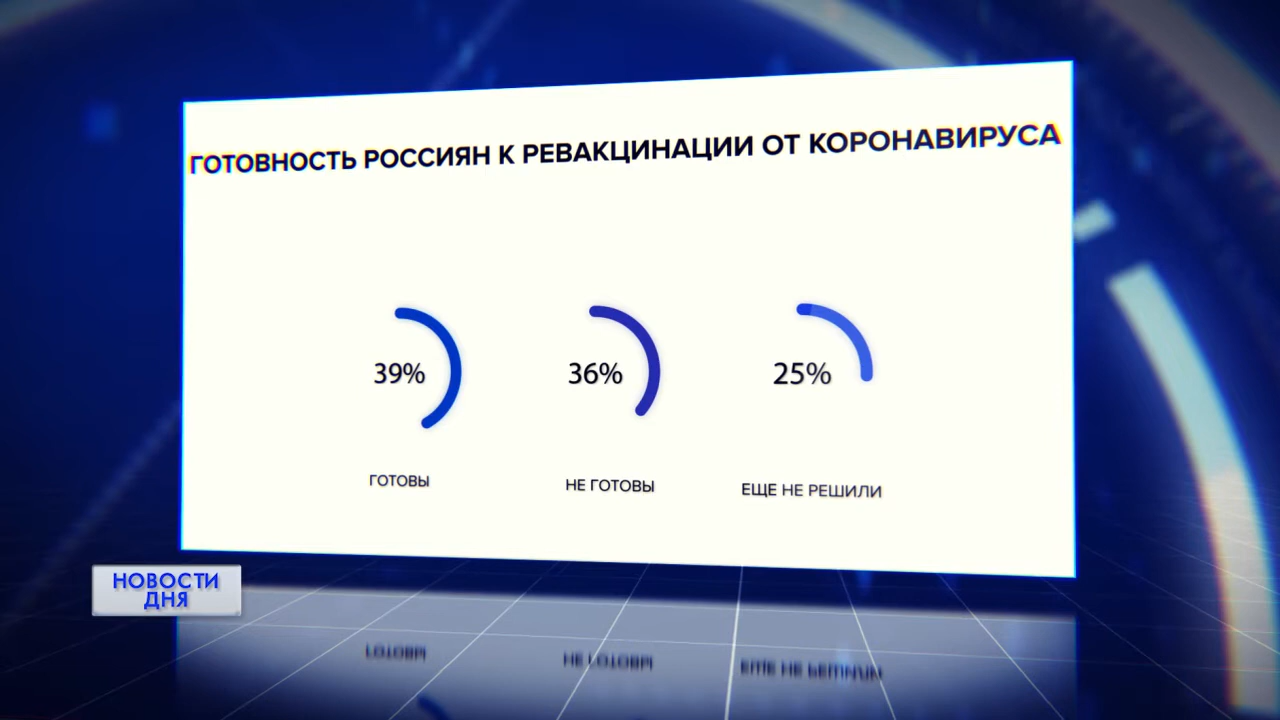 ГОТОВНОСТЬ РОССИЯН К РЕВАКЦИНАЦИИ ОТ КОРОНАВИРУСА
39%
36%
25%
ГОТОВЫ
НЕ ГОТОВЫ
ЕЩЕ НЕ РЕШИЛИ
НОВОСТИ
ДНЯ